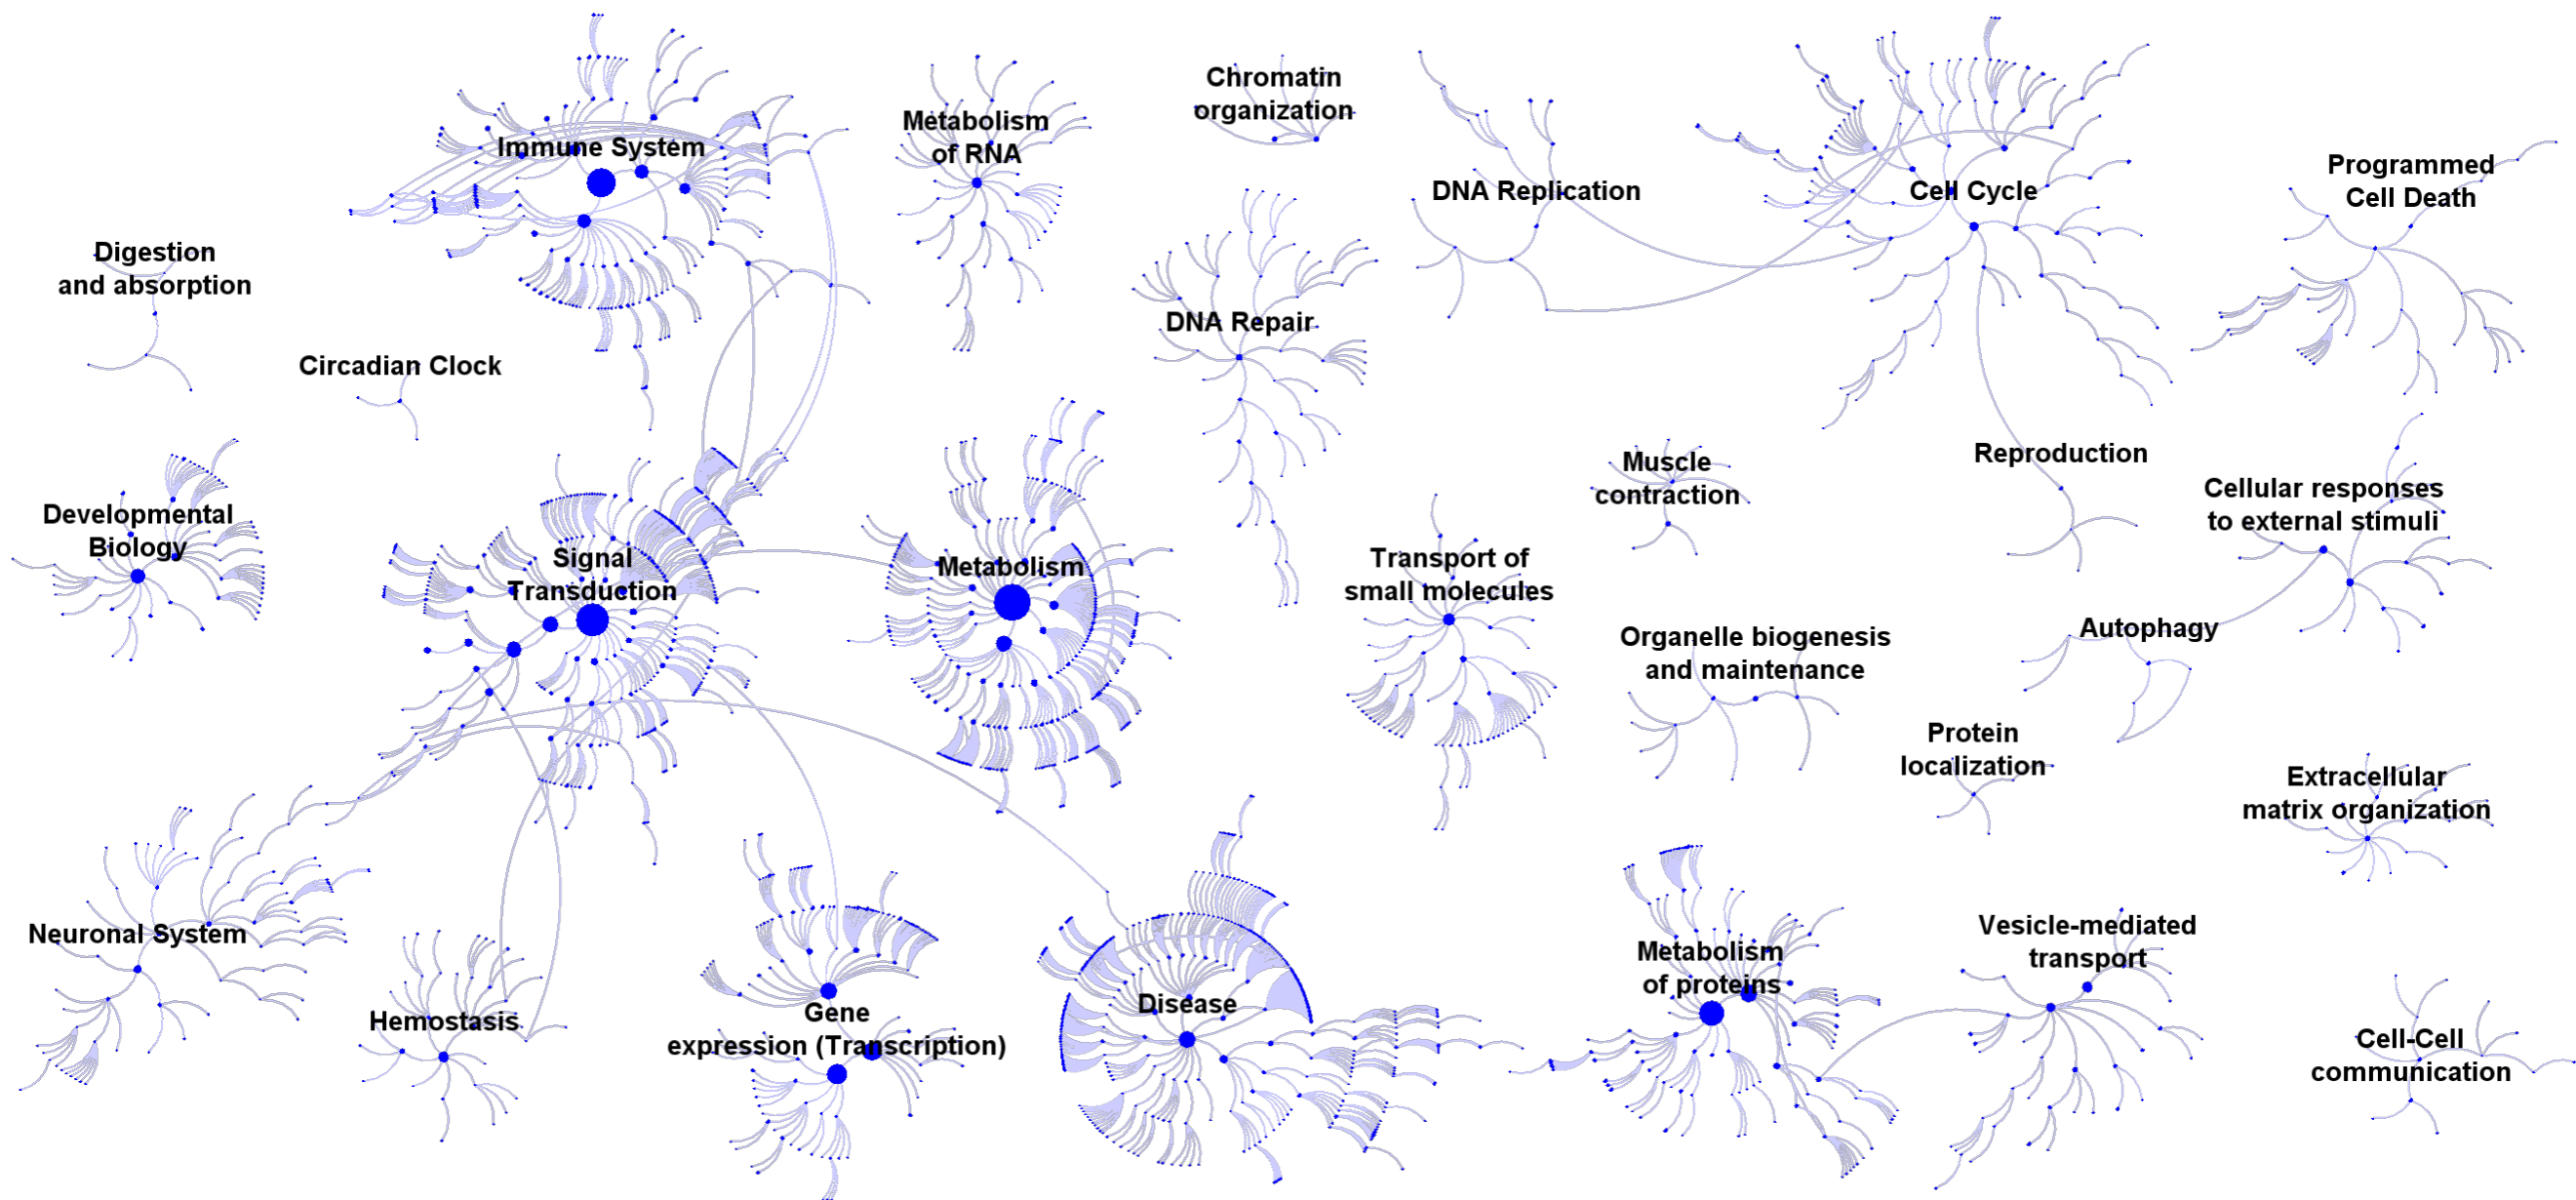 Immune System
Metabolism
of RNA
Chromatin
organization
DNA Replication
Cell Cycle
Programmed
Cell Death
Digestion
and absorption
Circadian Clock
DNA Repair
Developmental
Biology
Signal
Transduction
Metabolism
Transport of
small molecules
Muscle
contraction
Reproduction
Cellular responses
to external stimuli
Organelle biogenesis
and maintenance
Autophagy
Protein
localization
Extracellular
matrix organization
Neuronal System
Hemostasis
Gene
expression (Transcription)
Disease
Metabolism
of proteins
Vesicle-mediated
transport
Cell-Cell
communication